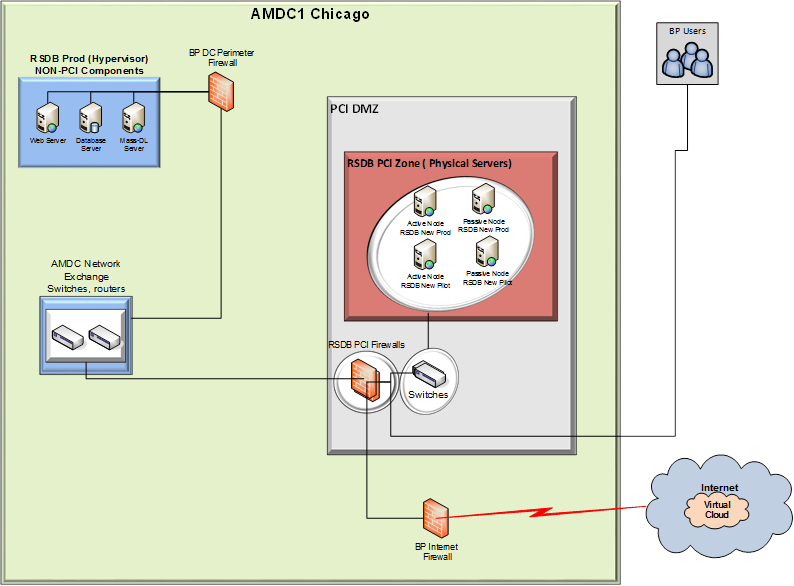 AMDC1 Chicago
BP Users
BP DC Perimeter
Firewall
RSDB Prod (Hypervisor)
NON-PCI Components
Web Server
Database
Server
Mass-DL
Server
PCI DMZ
RSDB PCI Zone ( Physical Servers)
Active Node
RSDB New Prod
Passive Node
RSDB New Prod
Active Node
RSDB New Pilot
Passive Node
RSDB New Pilot
AMDC Network
Exchange
Switches, routers
RSDB PCI Firewalls
Switches
Internet
Virtual
Cloud
BP Internet
Firewall